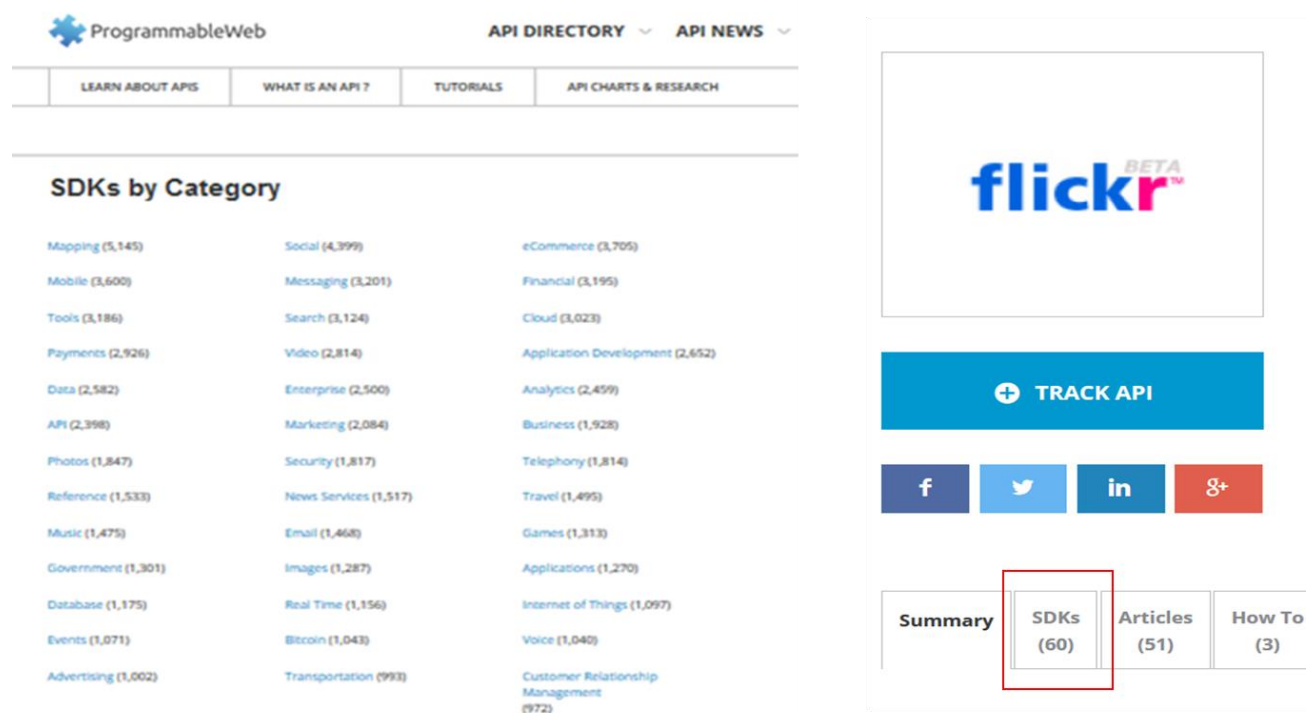 ProgrammableWeb
API DIRECTORY API NEWS
LEARN ABOUT APIS WHAT IS AN API ? TUTORIALS API CHARTS & RESEARCH
SDKs by Category
Mapping (5,145) Social (4,399) eCommerce (3,705)
Mobile (3,600) Messaging (3,201) Financial (3,195)
Tools (3,186) Search (3,124) Cloud (3,023)
Payments (2,926) Video (2,814) Application Development (2,652)
Data (2,582) Enterprise (2,500) Analytics (2,459)
API (2,398) Marketing (2,084) Business (1,928)
Photos (1,847) Security (1,817) Telephony (1,814)
Reference (1,533) News Services (1,517) Travel (1,495)
Music (1,475) Email (1,468) Games (1,313)
Government (1,301) Images (1,287) Applications (1,270)
Database (1,175) Real Time (1,156) Internet of Things (1,097)
Events (1,071) Bitcoin (1,043) Voice (1,040)
Advertising (1,002) Transportation (993) Customer Relationship
Management
(972)
BETA
flickr™
TRACK API
f in g+
Summary SDKs Articles How To
(60) (51) (3)